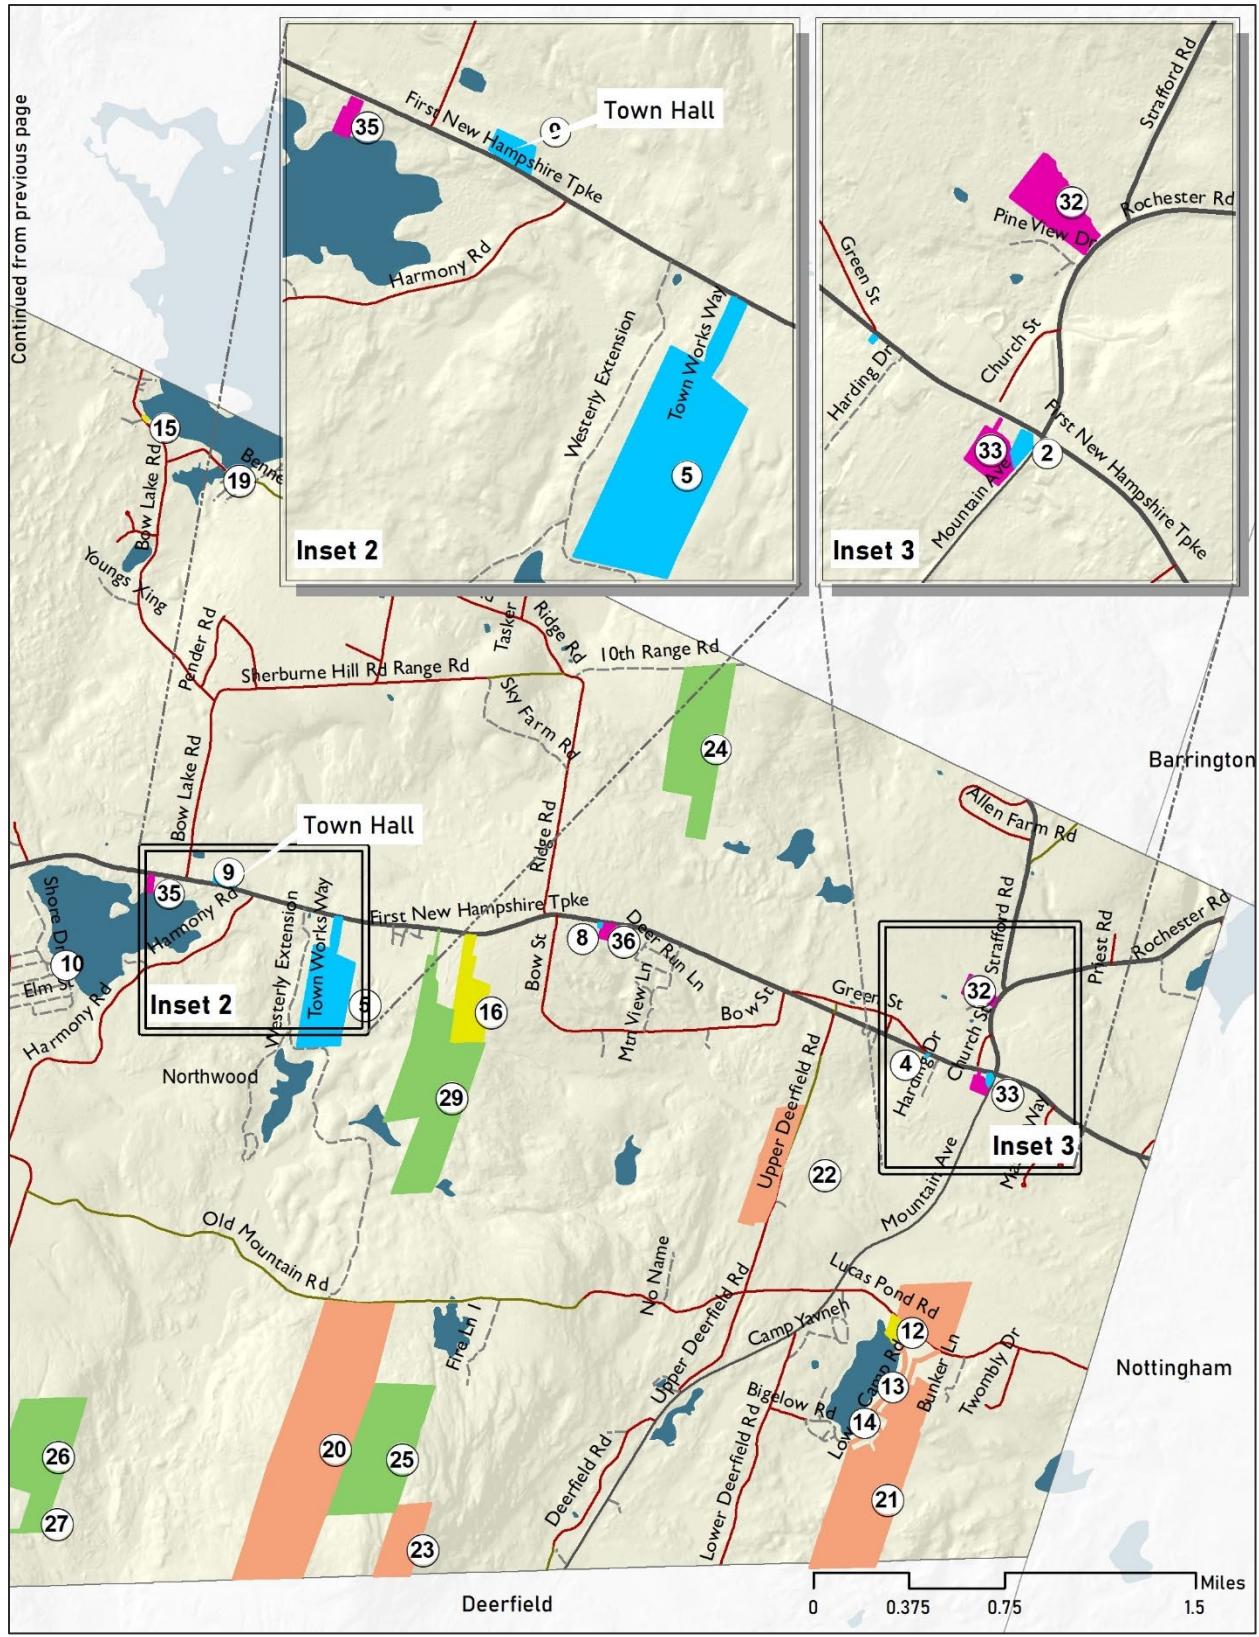 Continued from previous page
35
First New Hampshire Tpke
9
Town Hall
Harmony Rd
Westerly Extension
Town Works Way
5
Inset 2
Strafford Rd
32
Rochester Rd
Pine View Dr
Green St
Church St
Harding Dr
First New Hampshire Tpke
33
2
Mountain Ave
Inset 3
15
Benne
19
Bow Lake Rd
Youngs Xing
Pender Rd
Tasker
Ridge Rd
10th Range Rd
Sherburne Hill Rd Range Rd
Sky Farm Rd
24
Barrington
Bow Lake Rd
Allen Farm Rd
Town Hall
Ridge Rd
9
35
Shore Dr
Harmony Rd
First New Hampshire Tpke
Deer Run Ln
Strafford Rd
Priest Rd
Rochester Rd
10
Elm St
Westerly Extension
Town Works Way
8
36
Bow St
32
Inset 2
5
16
Mtn View Ln
Bow St
Green St
Harmony Rd
Church St
4
Harding Dr
Northwood
29
33
Upper Deerfield Rd
22
Inset 3
Way
Mountain Ave
Old Mountain Rd
No Name
Lucas Pond Rd
Camp Yavneh
12
Fire Ln 1
Upper Deerfield Rd
Camp Rd
13
Bunker Ln
Twombly Dr
Nottingham
Bigelow Rd
14
26
20
25
Deerfield Rd
Lower Deerfield Rd
21
27
23
Miles
0 0.375 0.75 1.5
Deerfield